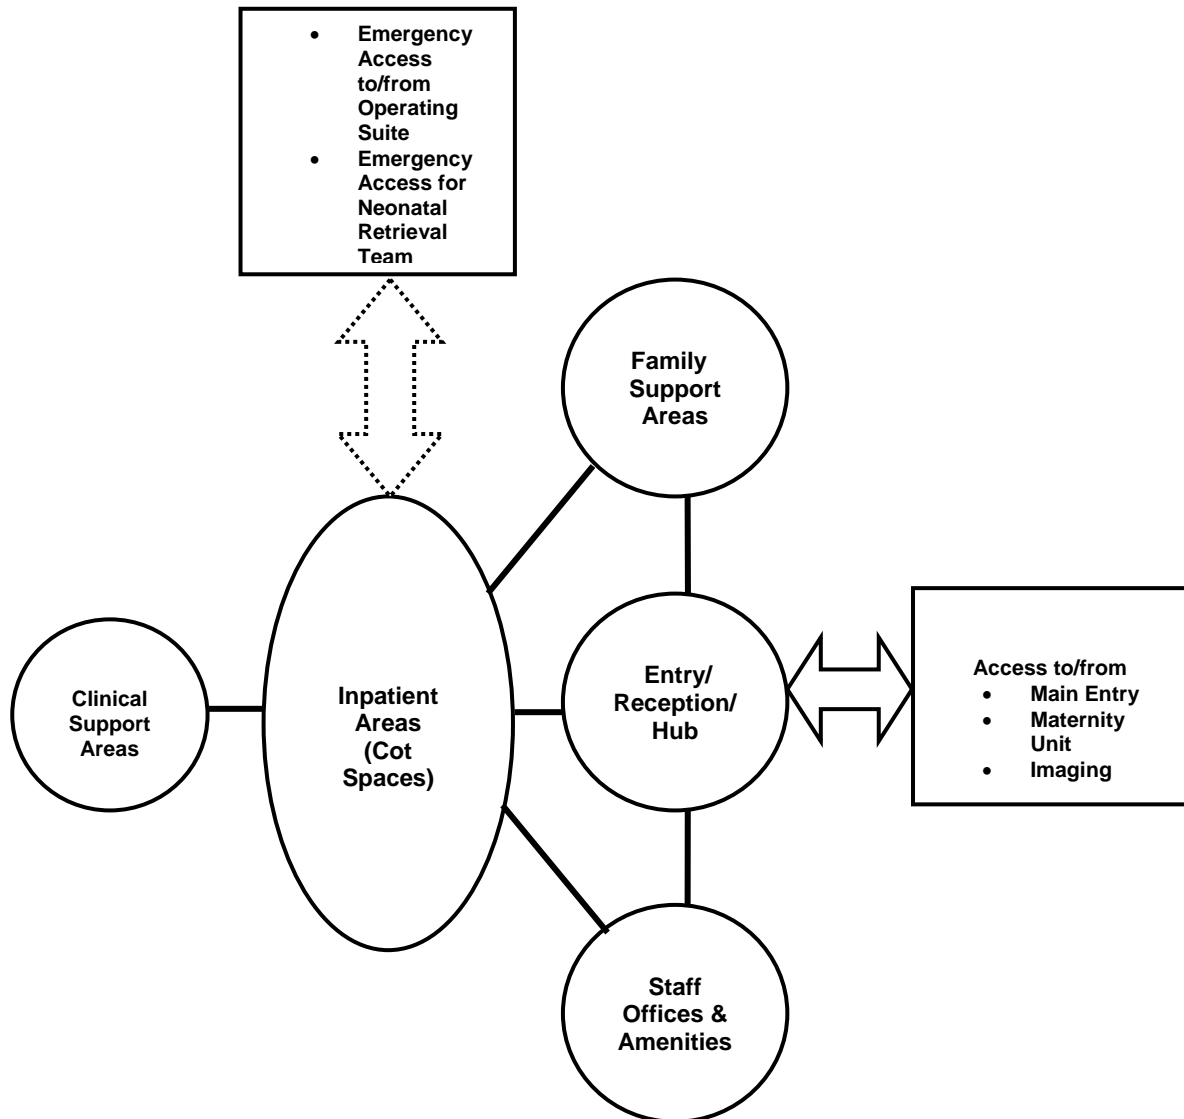 • Emergency
Access
to/from
Operating
Suite
• Emergency
Access for
Neonatal
Retrieval
Team
Family
Support
Areas
Clinical
Support
Areas
Inpatient
Areas
(Cot
Spaces)
Entry/
Reception/
Hub
Access to/from
• Main Entry
• Maternity
Unit
• Imaging
Staff
Offices &
Amenities